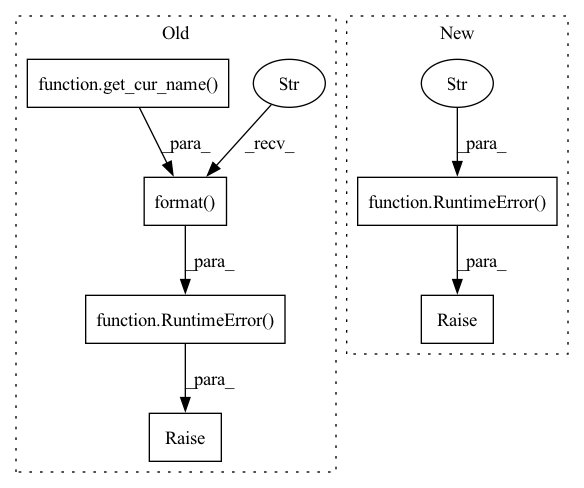 Old
New
function.get_cur_name()
Str
Str
_para_
_recv_
_para_
format()
function.RuntimeError()
_para_
_para_
function.RuntimeError()
Raise
_para_
Raise